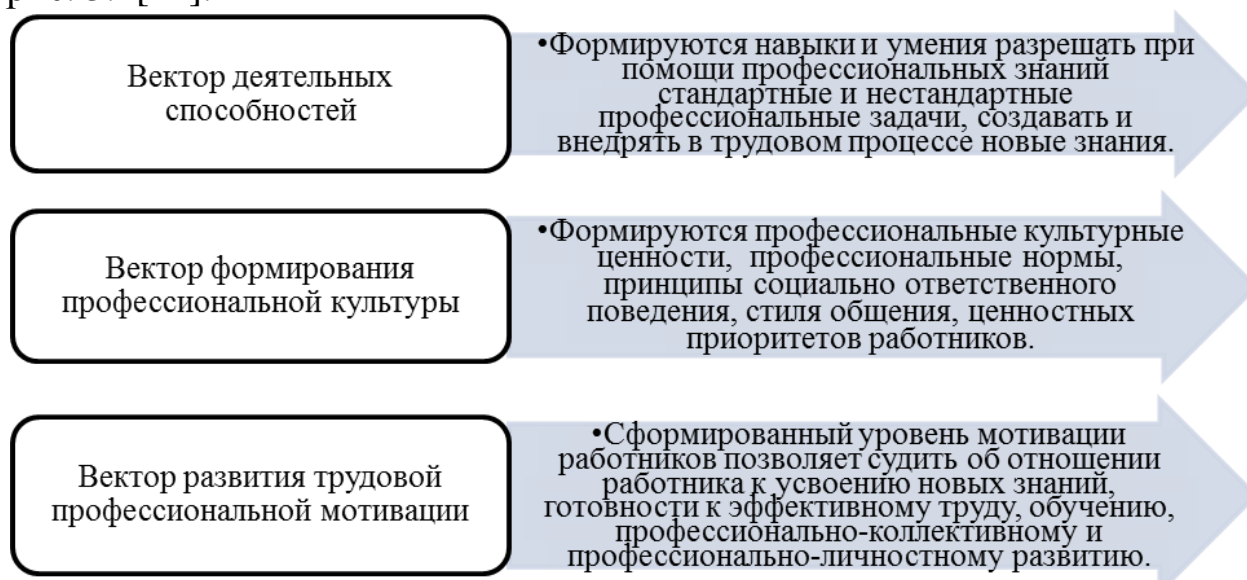 Вектор деятельных
способностей
•Формируются навыки и умения разрешать при
помощи профессиональных знаний
стандартные и нестандартные
профессиональные задачи, создавать и
внедрять в трудовом процессе новые знания.
Вектор формирования
профессиональной культуры
•Формируются профессиональные культурные
ценности, профессиональные нормы,
принципы социально ответственного
поведения, стиля общения, ценностных
приоритетов работников.
Вектор развития трудовой
профессиональной мотивации
•Сформированный уровень мотивации
работников позволяет судить об отношении
работника к усвоению новых знаний,
готовности к эффективному труду, обучению,
профессионально-коллективному и
профессионально-личностному развитию.